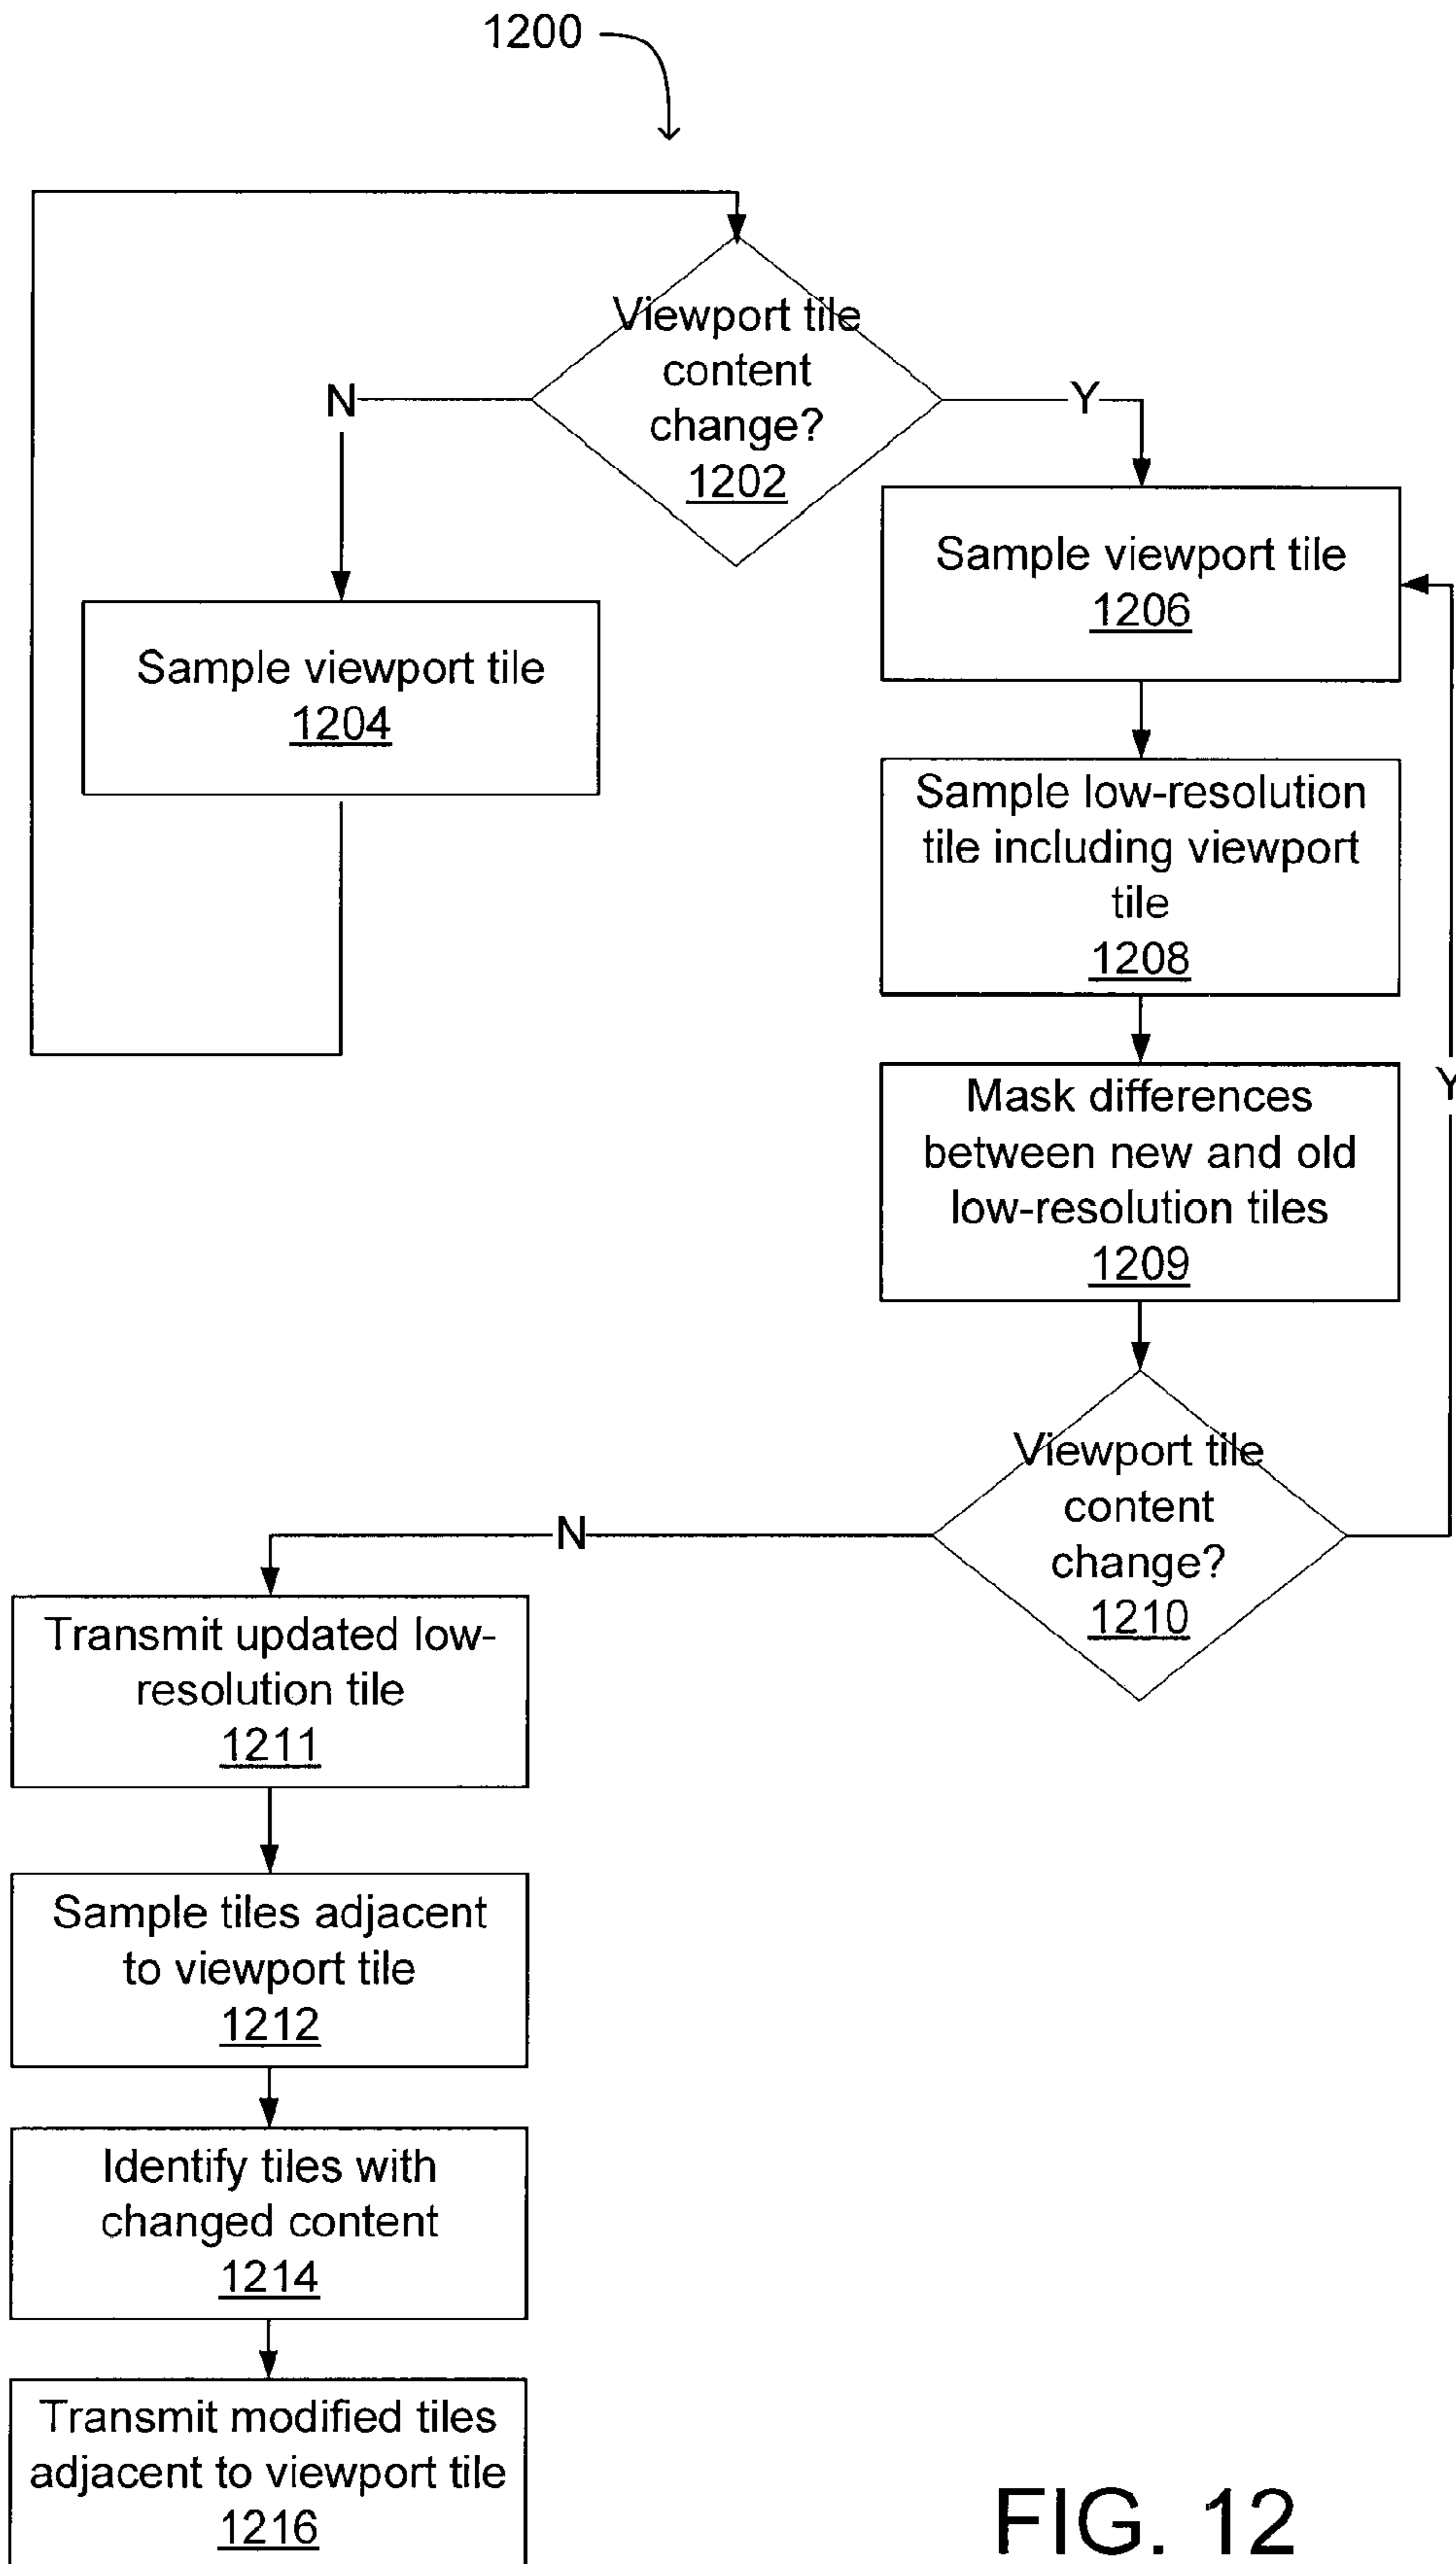 1200
Viewport tile
content
change?
1202
N
Y
Sample viewport tile
1204
Sample viewport tile
1206
Sample low-resolution
tile including viewport
tile
1208
Mask differences
between new and old
low-resolution tiles
1209
Y
Viewport tile
content
change?
1210
N
Transmit updated low-
resolution tile
1211
Sample tiles adjacent
to viewport tile
1212
Identify tiles with
changed content
1214
Transmit modified tiles
adjacent to viewport tile
1216
FIG. 12